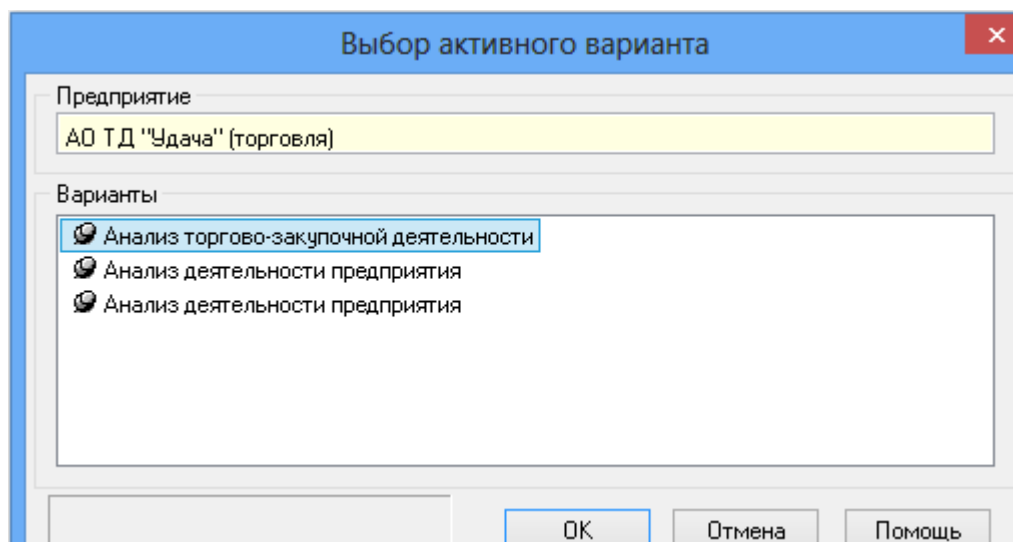 Выбор активного варианта
Предприятие
АО ТД "Удача" (торговля)
Варианты
Анализ торгово-закупочной деятельности
Анализ деятельности предприятия
Анализ деятельности предприятия
ОК
Отмена
Помощь